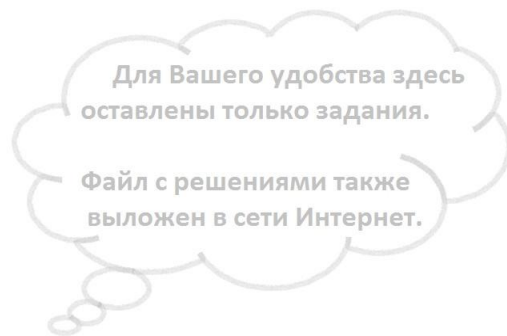 Для Вашего удобства здесь
оставлены только задания.
Файл с решениями также
выложен в сети Интернет.